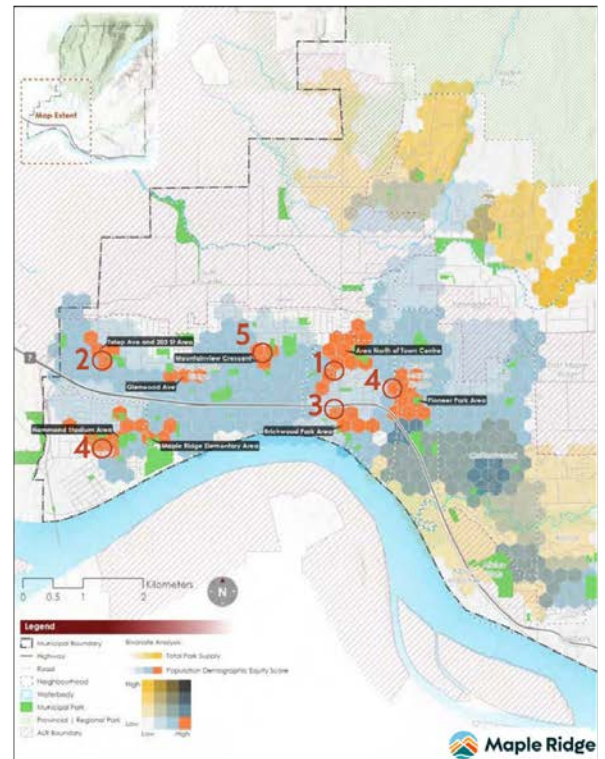 Map Extent
7
Yelap Ave and 203 St Area
5
2
Mountainview Crescent
Area North of Town Centre
1
4
Glenwood Ave
Pioneer Park Area
3
Hammond Stadium Area
Brickwood Park Area
4
Maple Ridge Elementary Area
Kilometers
0 0.5 1 2
N
Legend
Municipal Boundary
Highway
Road
Neighbourhood
Waterbody
Municipal Park
Provincial | Regional Park
ALR Boundary
Bivariate Analysis
Total Park Supply
Population Demographic Equity Score
High
Low
Low High
Maple Ridge